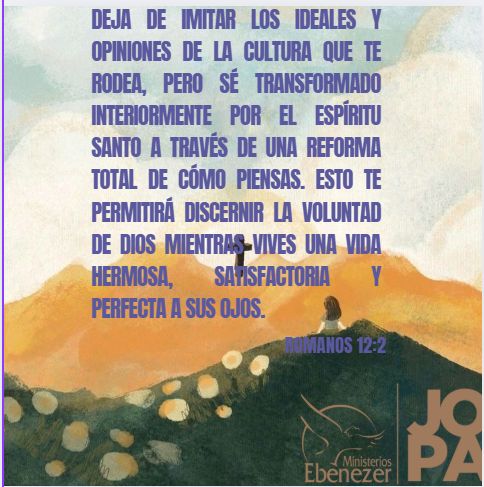 DEJA DE IMITAR LOS IDEALES Y
OPINIONES DE LA CULTURA QUE TE
RODEA, PERO SÉ TRANSFORMADO
INTERIORMENTE POR EL ESPÍRITU
SANTO A TRAVÉS DE UNA REFORMA
TOTAL DE CÓMO PIENSAS. ESTO TE
PERMITIRÁ DISCERNIR LA VOLUNTAD
DE DIOS MIENTRAS VIVES UNA VIDA
HERMOSA, SATISFACTORIA Y
PERFECTA A SUS OJOS.
ROMANOS 12:2
Ministerios
Ebenezer
JO
PA